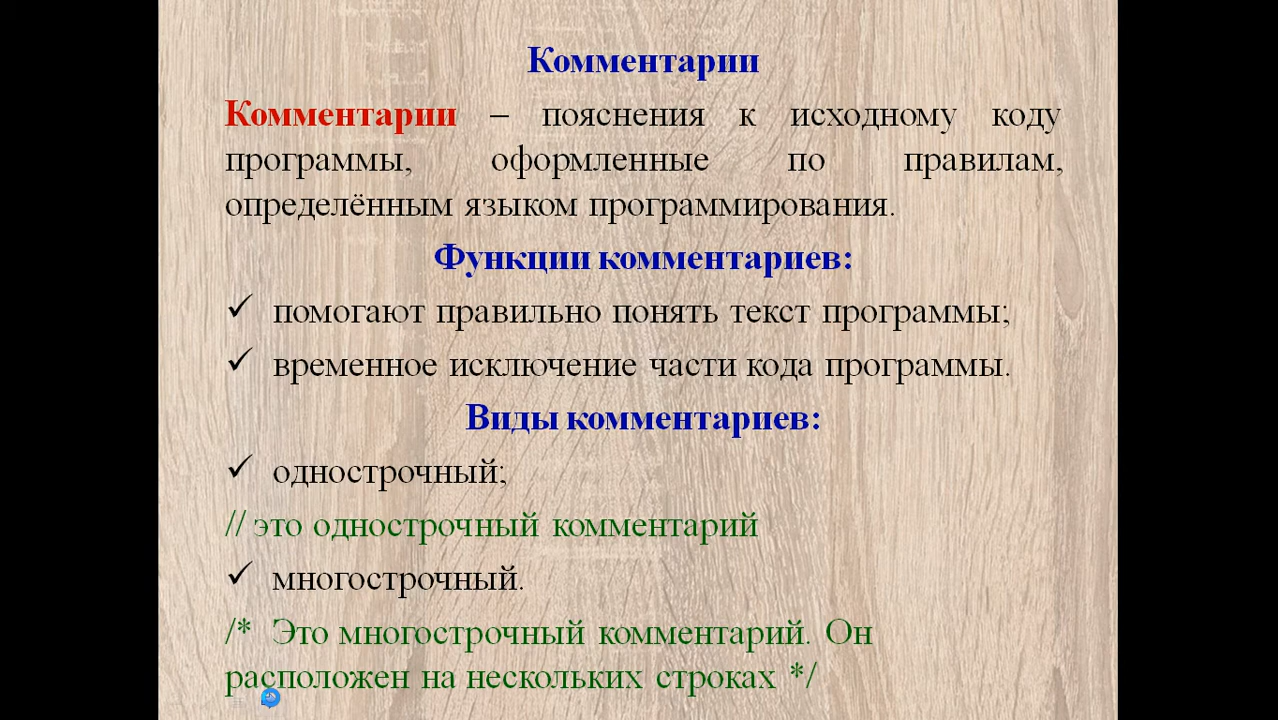 Комментарии
Комментарии – пояснения к исходному коду
программы, оформленные по правилам,
определённым языком программирования.
Функции комментариев:
✓ помогают правильно понять текст программы;
✓ временное исключение части кода программы.
Виды комментариев:
✓ однострочный;
// это однострочный комментарий
✓ многострочный.
/* Это многострочный комментарий. Он
расположен на нескольких строках */